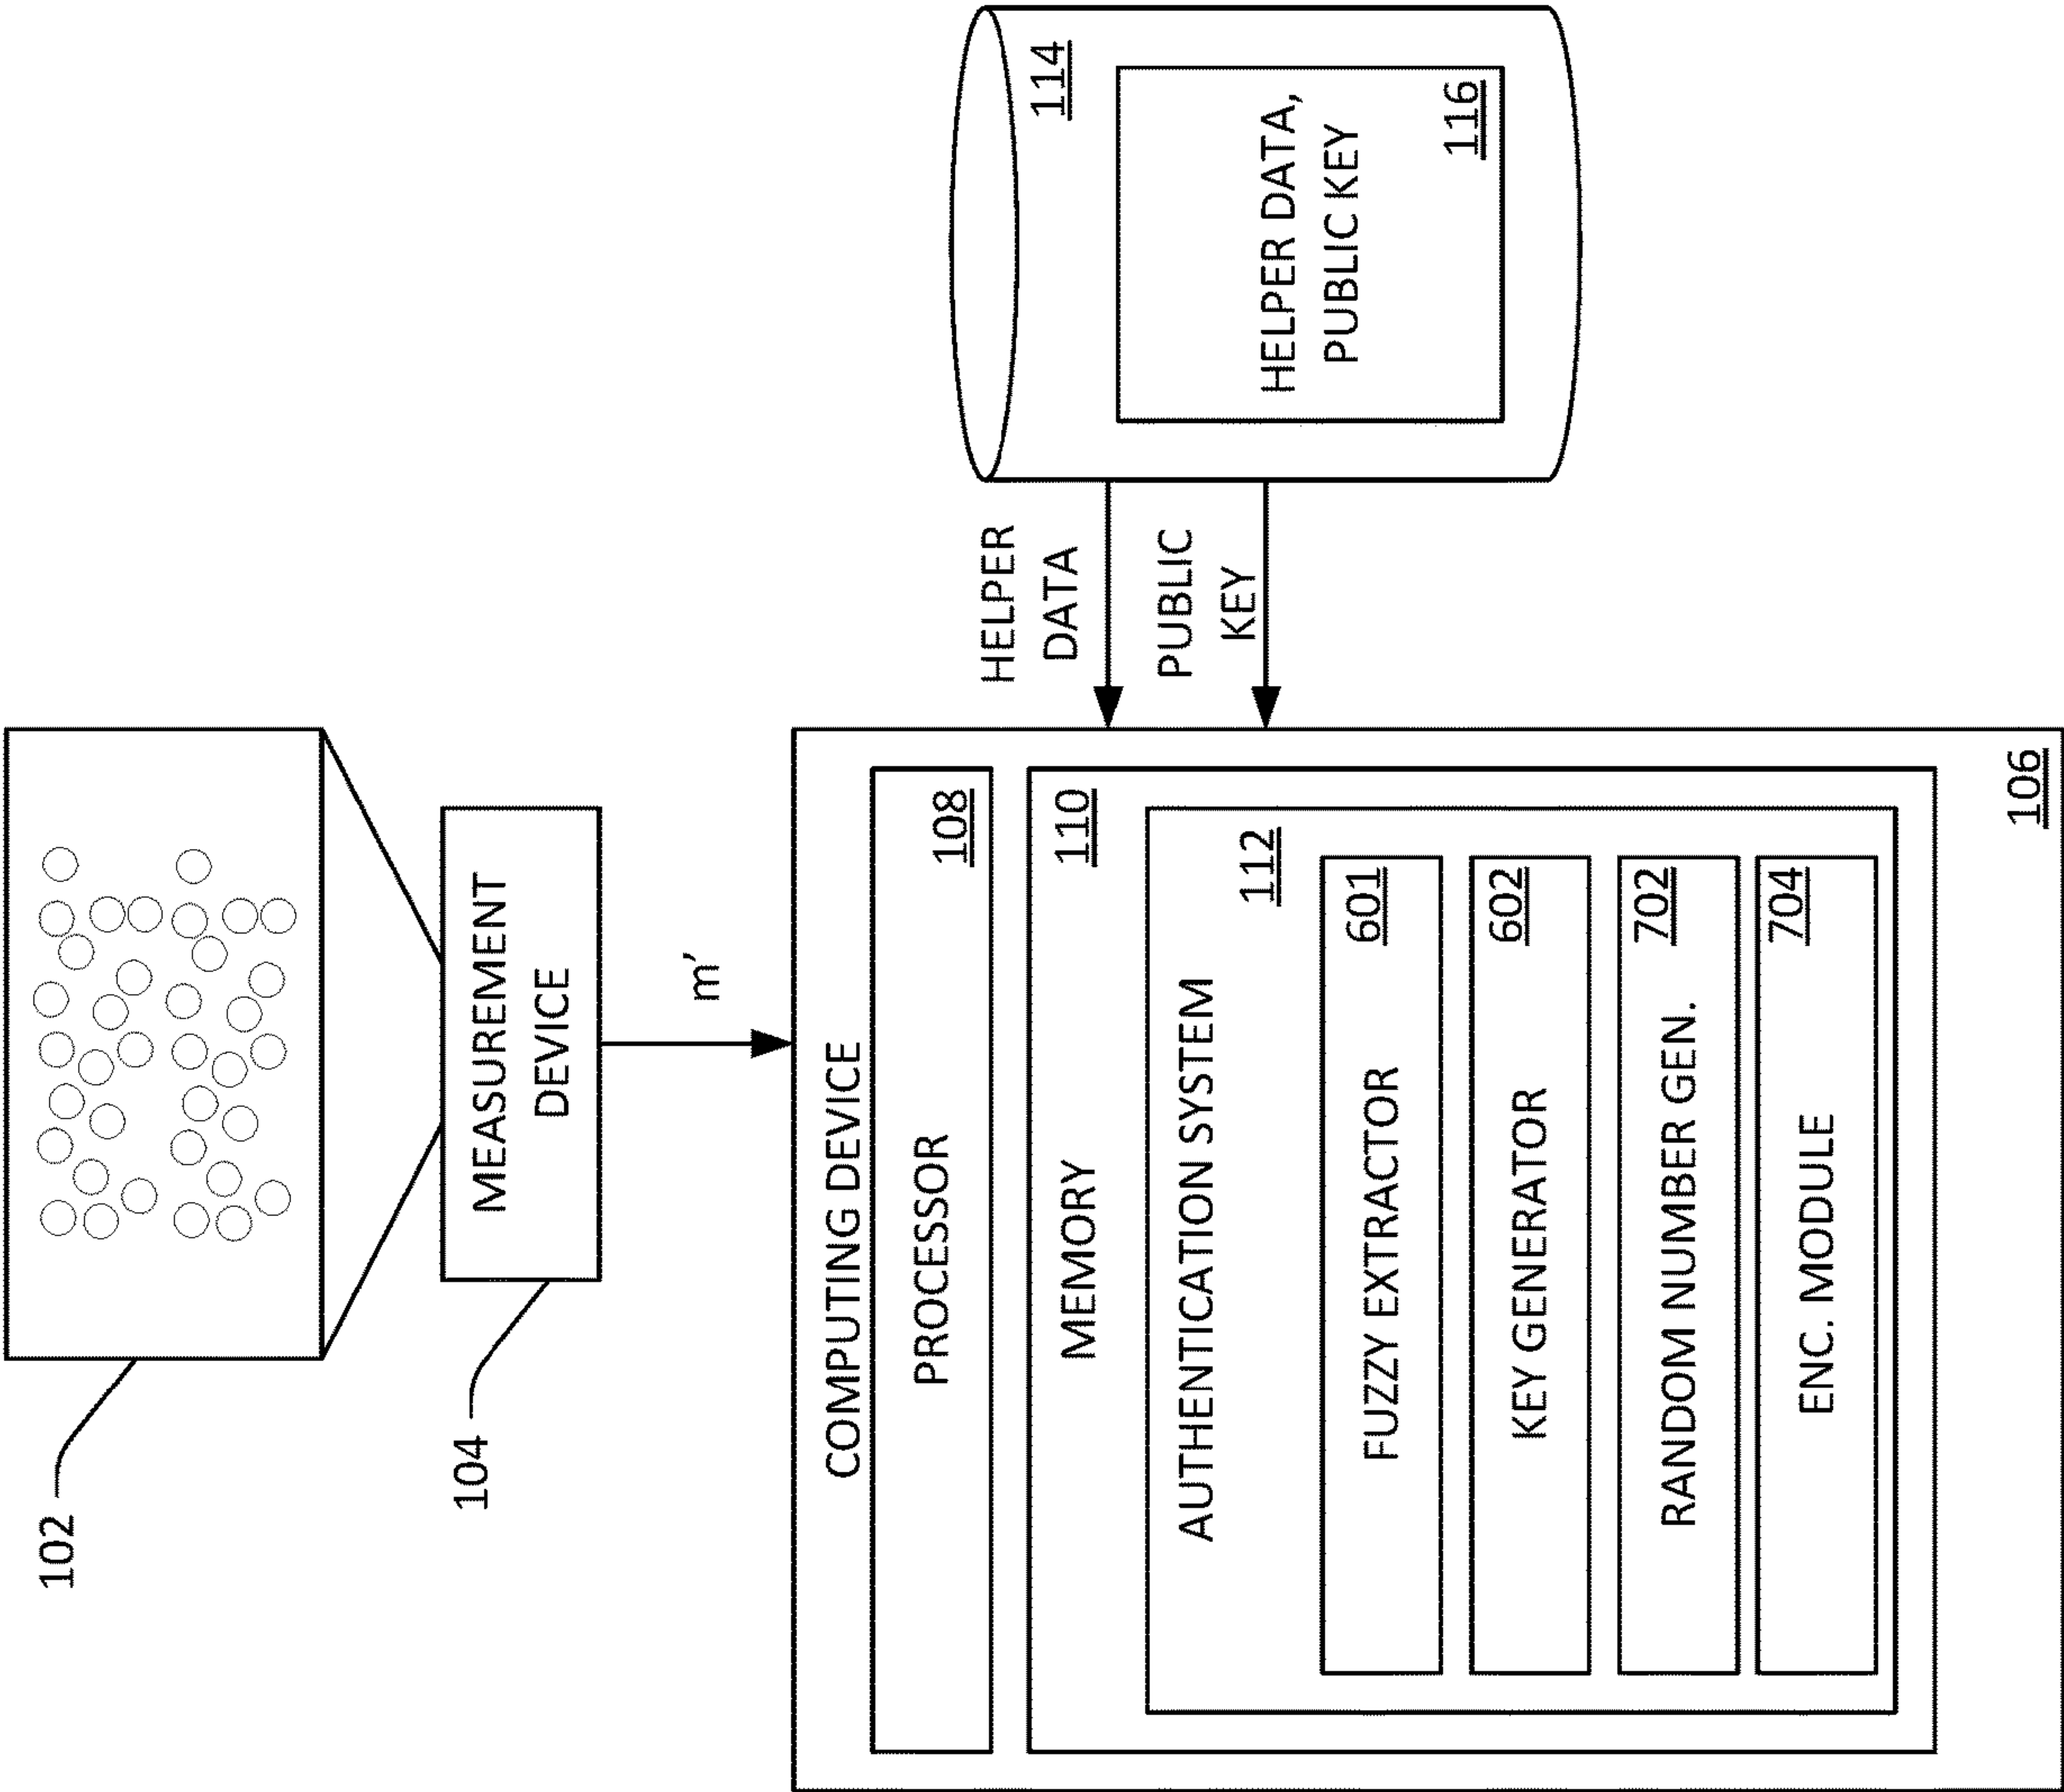 102
104
MEASUREMENT
DEVICE
m'
COMPUTING DEVICE
PROCESSOR
108
MEMORY
110
AUTHENTICATION SYSTEM
112
FUZZY EXTRACTOR
601
KEY GENERATOR
602
RANDOM NUMBER GEN.
702
ENC. MODULE
704
106
HELPER
DATA
PUBLIC
KEY
114
HELPER DATA,
PUBLIC KEY
116